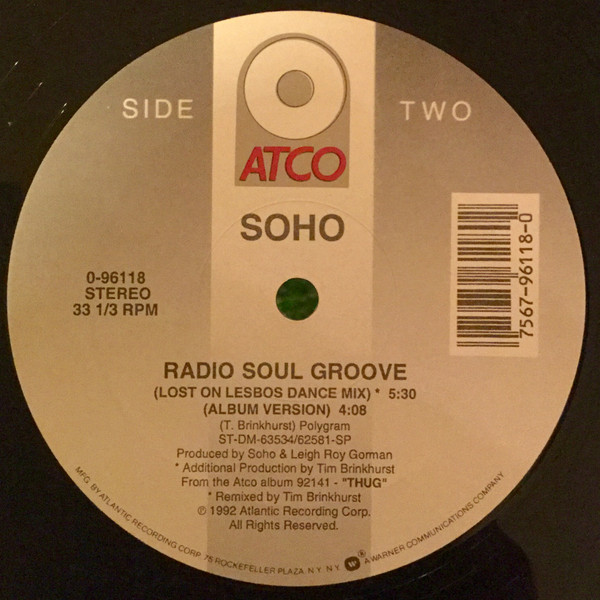 SIDE TWO
ATCO
SOHO
0-96118
STEREO
33 1/3 RPM
7567-96118-0
RADIO SOUL GROOVE
(LOST ON LESBOS DANCE MIX) * 5:30
(ALBUM VERSION) 4:08
(T. Brinkhurst) Polygram
ST-DM-63534/62581-SP
Produced by Soho & Leigh Roy Gorman
* Additional Production by Tim Brinkhurst
From the Atco album 92141 - "THUG"
* Remixed by Tim Brinkhurst
℗ 1992 Atlantic Recording Corp.
All Rights Reserved.
MFG. BY ATLANTIC RECORDING CORP. 75 ROCKEFELLER PLAZA, N.Y. N.Y. W ® A WARNER COMMUNICATIONS COMPANY.